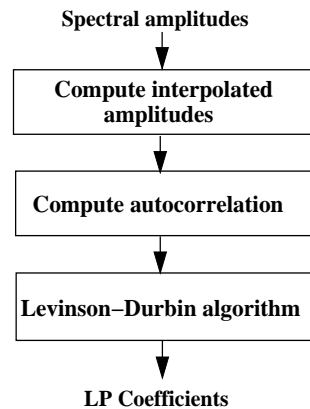 Spectral amplitudes
Compute interpolated
amplitudes
Compute autocorrelation
Levinson−Durbin algorithm
LP Coefficients